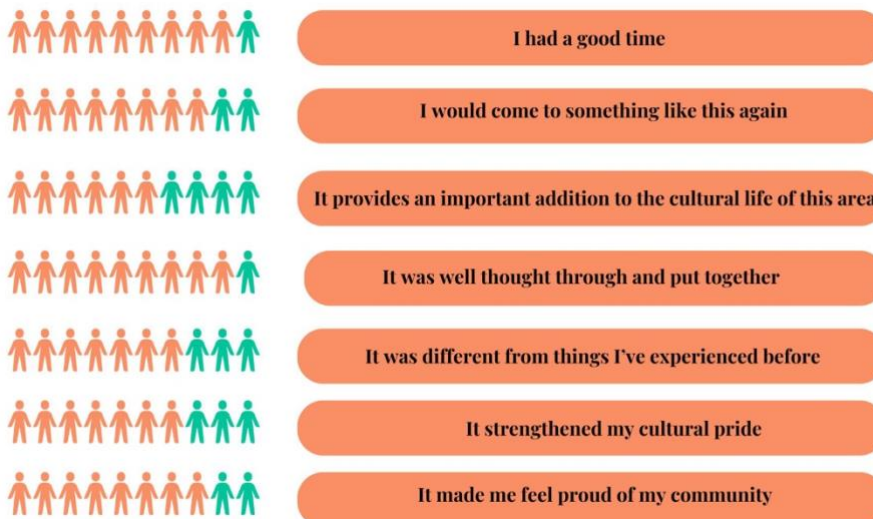 I had a good time
I would come to something like this again
It provides an important addition to the cultural life of this area
It was well thought through and put together
It was different from things I've experienced before
It strengthened my cultural pride
It made me feel proud of my community